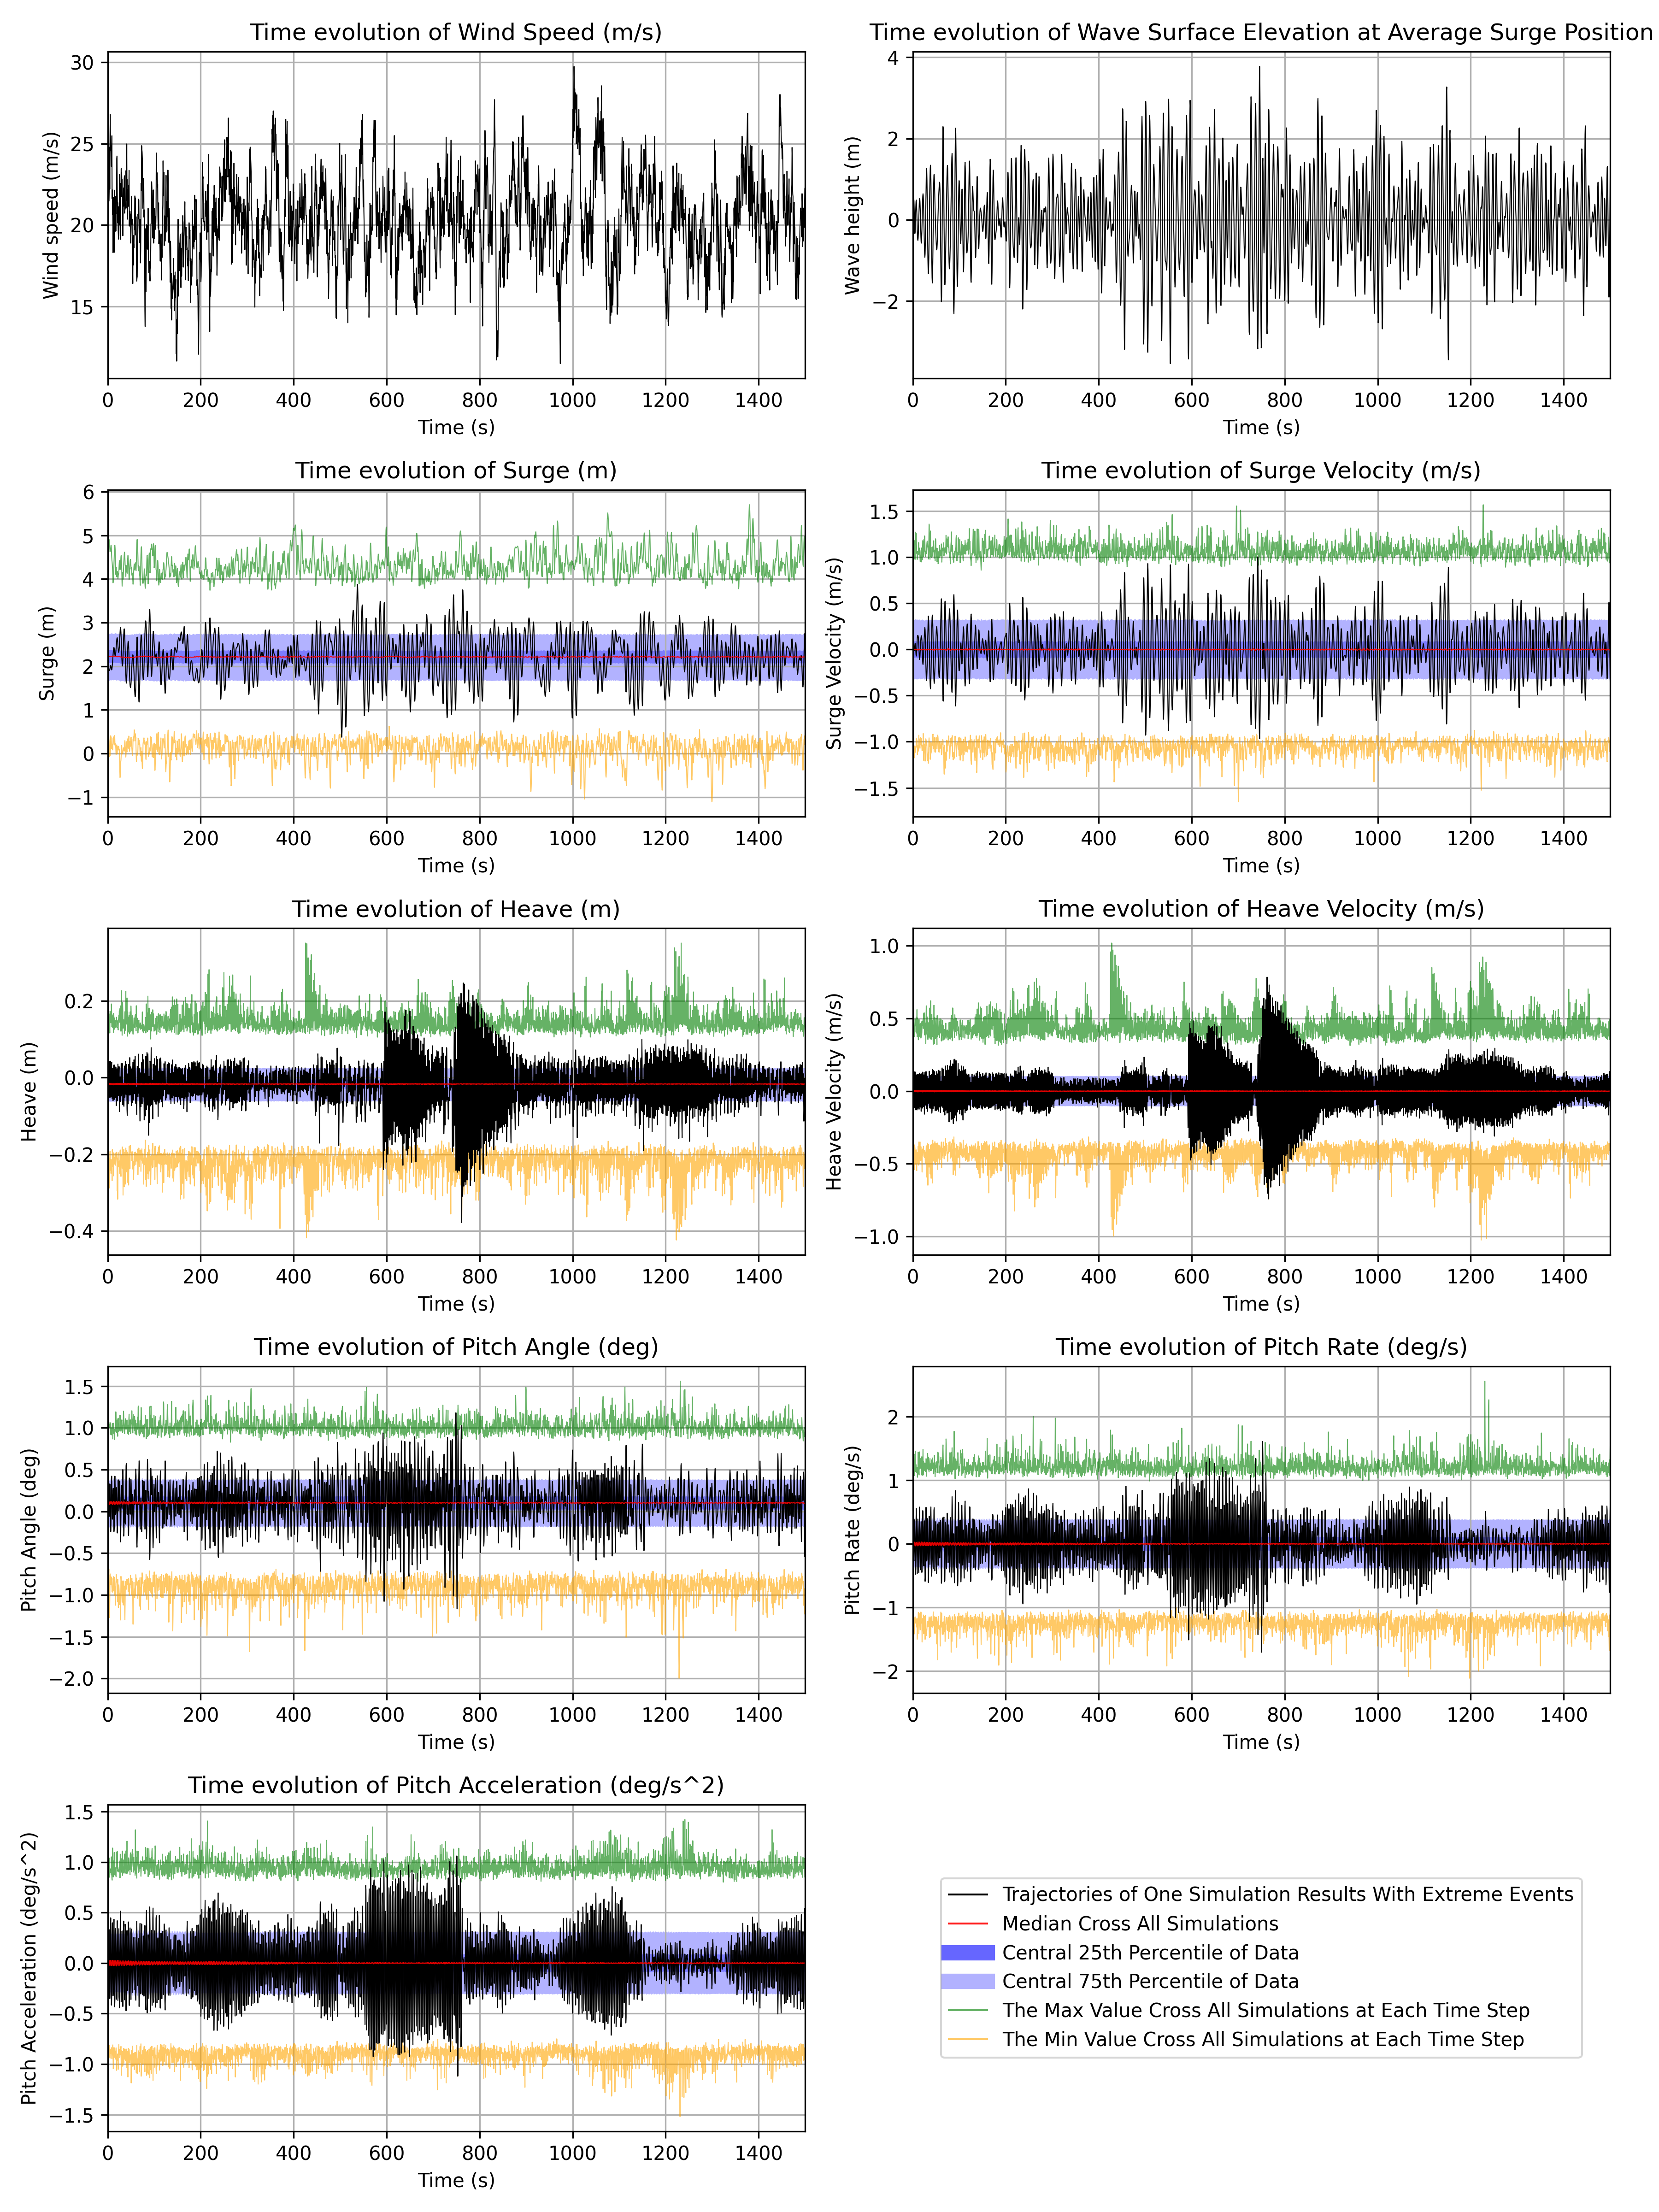 Time evolution of Wind Speed (m/s)
30
25
20
15
Wind speed (m/s)
0 200 400 600 800 1000 1200 1400
Time (s)
Time evolution of Wave Surface Elevation at Average Surge Position
4
2
0
−2
Wave height (m)
0 200 400 600 800 1000 1200 1400
Time (s)
Time evolution of Surge (m)
6
5
4
3
2
1
0
−1
Surge (m)
0 200 400 600 800 1000 1200 1400
Time (s)
Time evolution of Surge Velocity (m/s)
1.5
1.0
0.5
0.0
−0.5
−1.0
−1.5
Surge Velocity (m/s)
0 200 400 600 800 1000 1200 1400
Time (s)
Time evolution of Heave (m)
0.2
0.0
−0.2
−0.4
Heave (m)
0 200 400 600 800 1000 1200 1400
Time (s)
Time evolution of Heave Velocity (m/s)
1.0
0.5
0.0
−0.5
−1.0
Heave Velocity (m/s)
0 200 400 600 800 1000 1200 1400
Time (s)
Time evolution of Pitch Angle (deg)
1.5
1.0
0.5
0.0
−0.5
−1.0
−1.5
−2.0
Pitch Angle (deg)
0 200 400 600 800 1000 1200 1400
Time (s)
Time evolution of Pitch Rate (deg/s)
2
1
0
−1
−2
Pitch Rate (deg/s)
0 200 400 600 800 1000 1200 1400
Time (s)
Time evolution of Pitch Acceleration (deg/s^2)
1.5
1.0
0.5
0.0
−0.5
−1.0
−1.5
Pitch Acceleration (deg/s^2)
0 200 400 600 800 1000 1200 1400
Time (s)
Trajectories of One Simulation Results With Extreme Events
Median Cross All Simulations
Central 25th Percentile of Data
Central 75th Percentile of Data
The Max Value Cross All Simulations at Each Time Step
The Min Value Cross All Simulations at Each Time Step